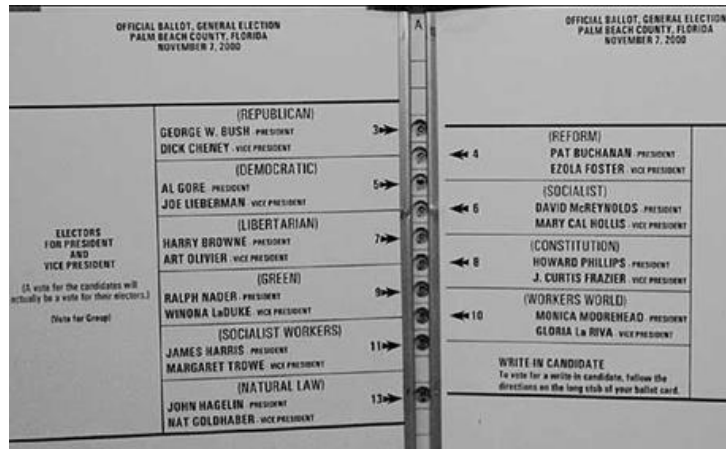 OFFICIAL BALLOT, GENERAL ELECTION
PALM BEACH COUNTY, FLORIDA
NOVEMBER 7, 2000
ELECTORS
FOR PRESIDENT
AND
VICE PRESIDENT
(A vote for the candidates will
actually be a vote for their electors.)
(Vote for Group)
(REPUBLICAN)
GEORGE W. BUSH - PRESIDENT
DICK CHENEY - VICE PRESIDENT
3
(DEMOCRATIC)
AL GORE - PRESIDENT
JOE LIEBERMAN - VICE PRESIDENT
5
(LIBERTARIAN)
HARRY BROWNE - PRESIDENT
ART OLIVIER - VICE PRESIDENT
7
(GREEN)
RALPH NADER - PRESIDENT
WINONA LaDUKE - VICE PRESIDENT
9
(SOCIALIST WORKERS)
JAMES HARRIS - PRESIDENT
MARGARET TROWE - VICE PRESIDENT
11
(NATURAL LAW)
JOHN HAGELIN - PRESIDENT
NAT GOLDHABER - VICE PRESIDENT
13
A
OFFICIAL BALLOT, GENERAL ELECTION
PALM BEACH COUNTY, FLORIDA
NOVEMBER 7, 2000
(REFORM)
4 PAT BUCHANAN - PRESIDENT
EZOLA FOSTER - VICE PRESIDENT
(SOCIALIST)
6 DAVID McREYNOLDS - PRESIDENT
MARY CAL HOLLIS - VICE PRESIDENT
(CONSTITUTION)
8 HOWARD PHILLIPS - PRESIDENT
J. CURTIS FRAZIER - VICE PRESIDENT
(WORKERS WORLD)
10 MONICA MOOREHEAD - PRESIDENT
GLORIA La RIVA - VICE PRESIDENT
WRITE-IN CANDIDATE
To vote for a write-in candidate, follow the
directions on the long stub of your ballot card.